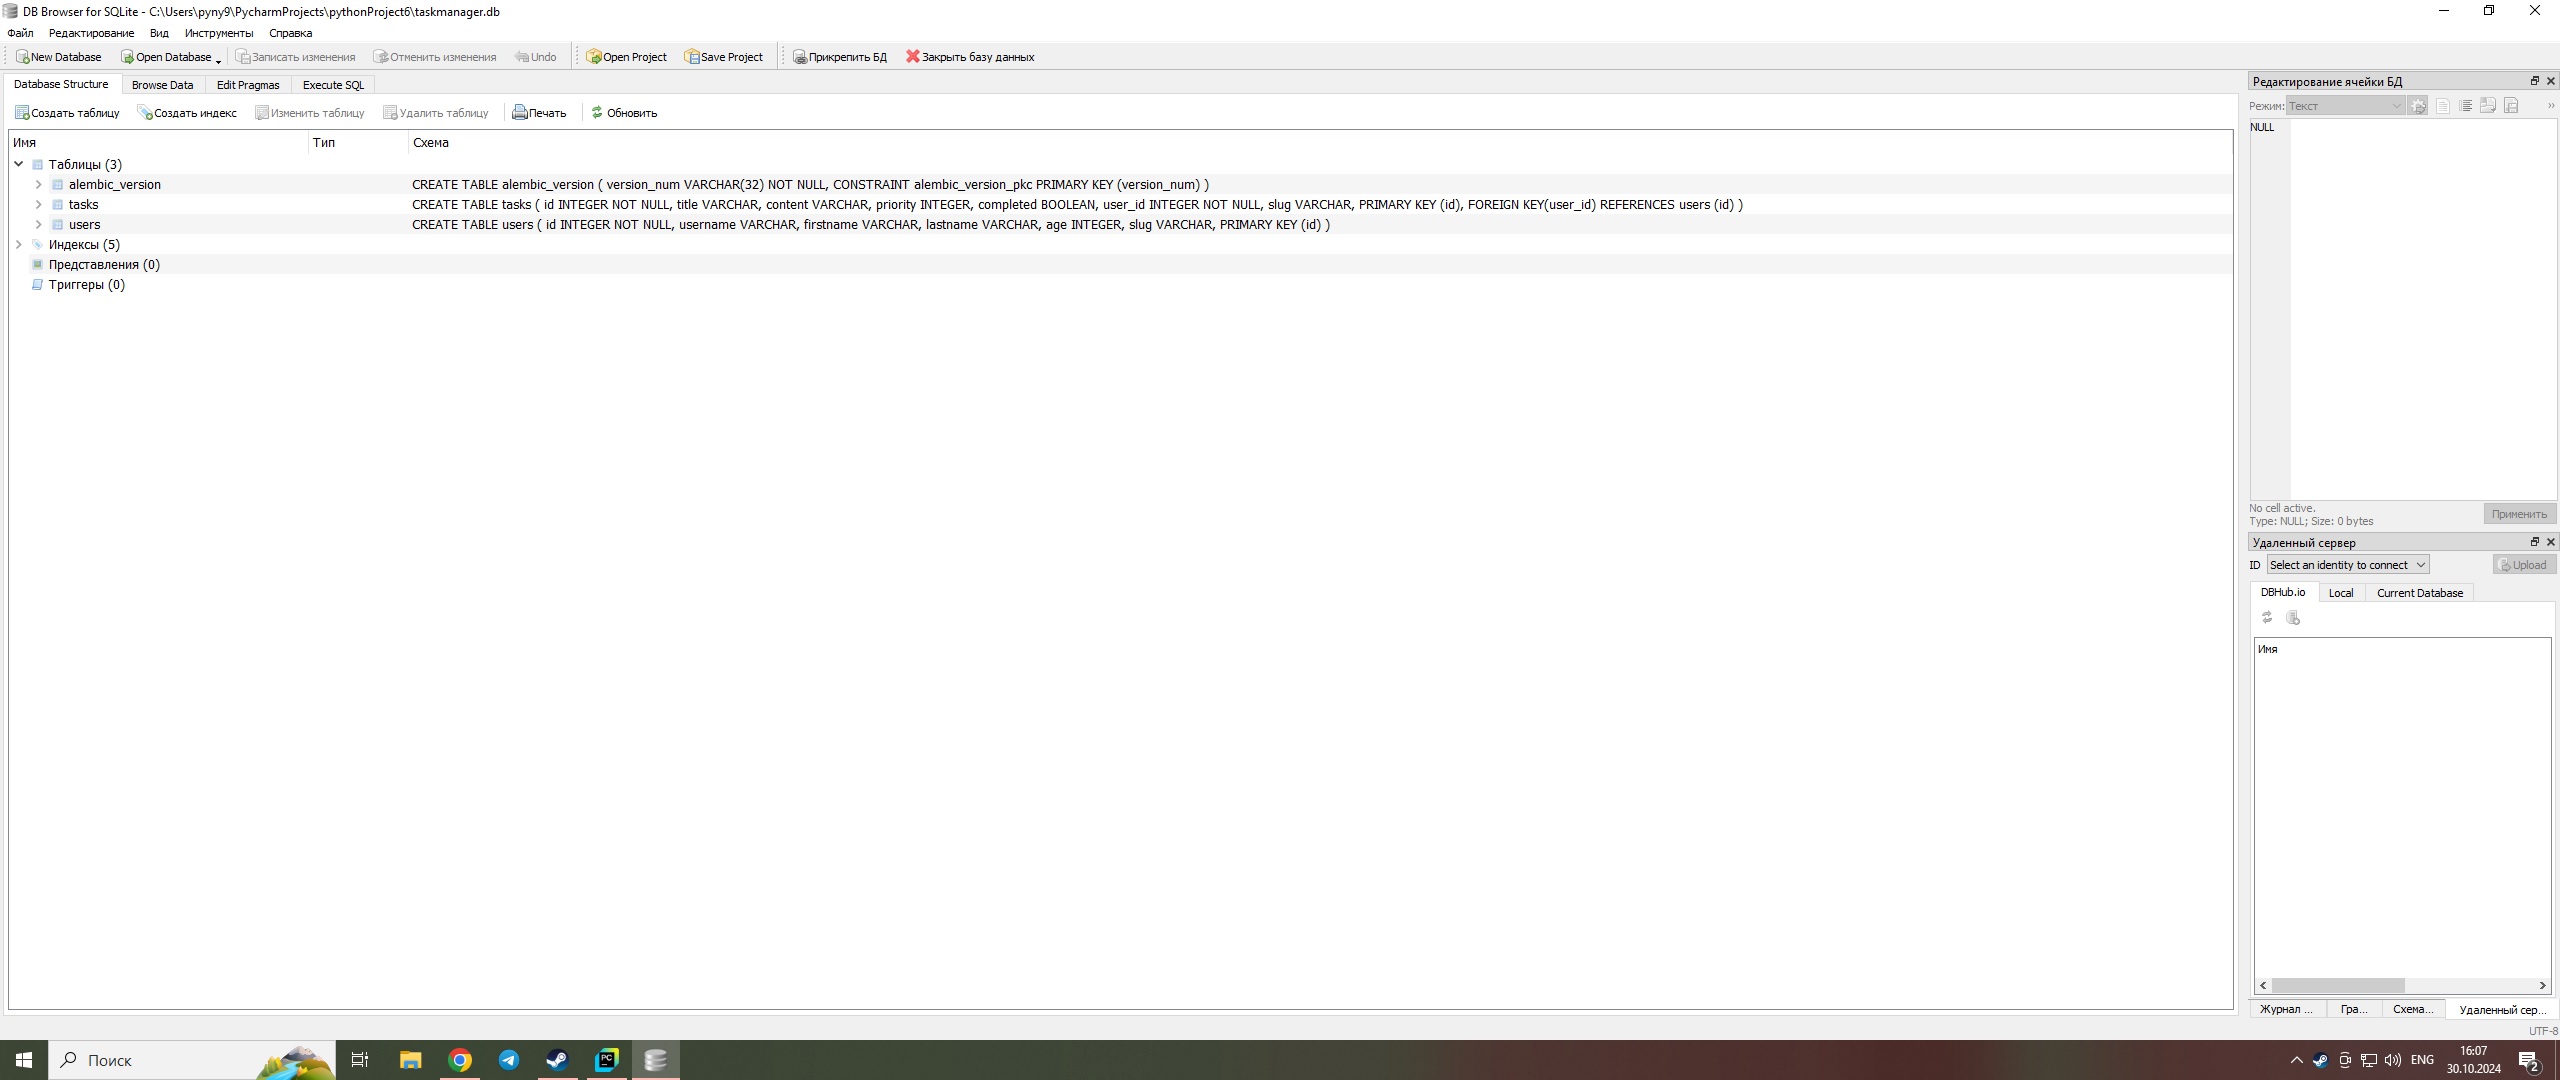 DB Browser for SQLite - C:\Users\pyny9\PycharmProjects\pythonProject6\taskmanager.db
Файл Редактирование Вид Инструменты Справка
New Database Open Database Записать изменения Отменить изменения Undo Open Project Save Project Прикрепить БД Закрыть базу данных
Database Structure Browse Data Edit Pragmas Execute SQL
Создать таблицу Создать индекс Изменить таблицу Удалить таблицу Печать Обновить
Имя Тип Схема
Таблицы (3)
alembic_version CREATE TABLE alembic_version ( version_num VARCHAR(32) NOT NULL, CONSTRAINT alembic_version_pkc PRIMARY KEY (version_num) )
tasks CREATE TABLE tasks ( id INTEGER NOT NULL, title VARCHAR, content VARCHAR, priority INTEGER, completed BOOLEAN, user_id INTEGER NOT NULL, slug VARCHAR, PRIMARY KEY (id), FOREIGN KEY(user_id) REFERENCES users (id) )
users CREATE TABLE users ( id INTEGER NOT NULL, username VARCHAR, firstname VARCHAR, lastname VARCHAR, age INTEGER, slug VARCHAR, PRIMARY KEY (id) )
Индексы (5)
Представления (0)
Триггеры (0)
Редактирование ячейки БД
Режим: Текст
NULL
No cell active.
Type: NULL; Size: 0 bytes
Применить
Удаленный сервер
ID Select an identity to connect Upload
DBHub.io Local Current Database
Имя
Журнал ... Гра... Схема... Удаленный сер...
UTF-8
Поиск
PC
ENG
16:07
30.10.2024
2